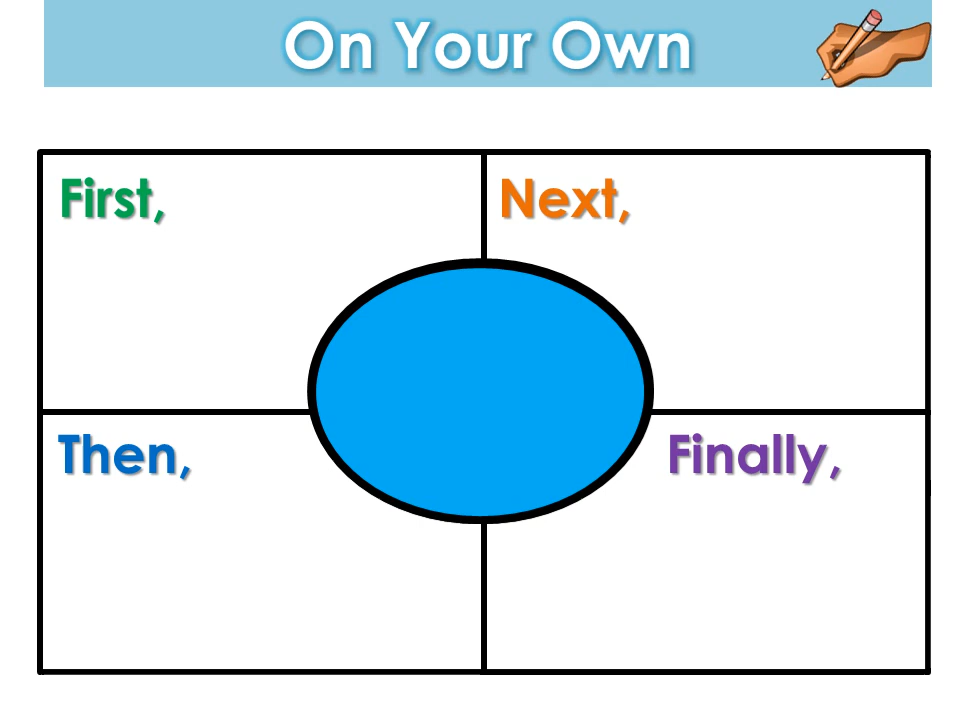 On Your Own
First,
Next,
Then,
Finally,